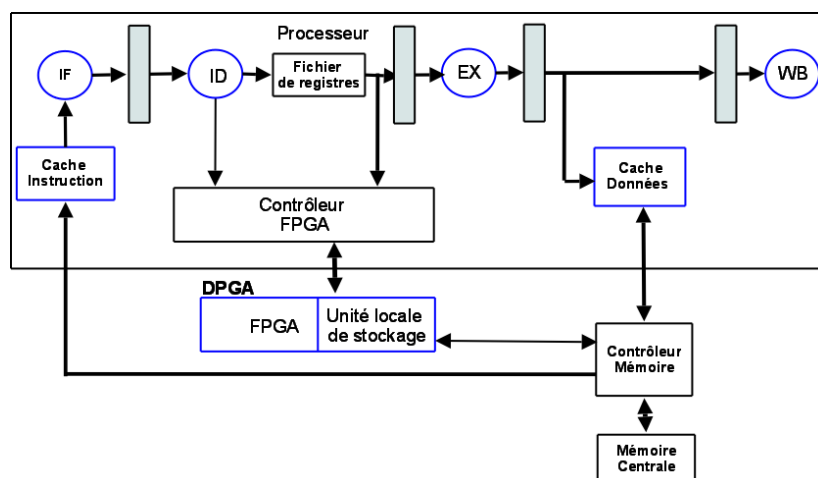 Processeur
IF
ID
Fichier
de registres
EX
WB
Cache
Instruction
Cache
Données
Contrôleur
FPGA
DPGA
FPGA
Unité locale
de stockage
Contrôleur
Mémoire
Mémoire
Centrale